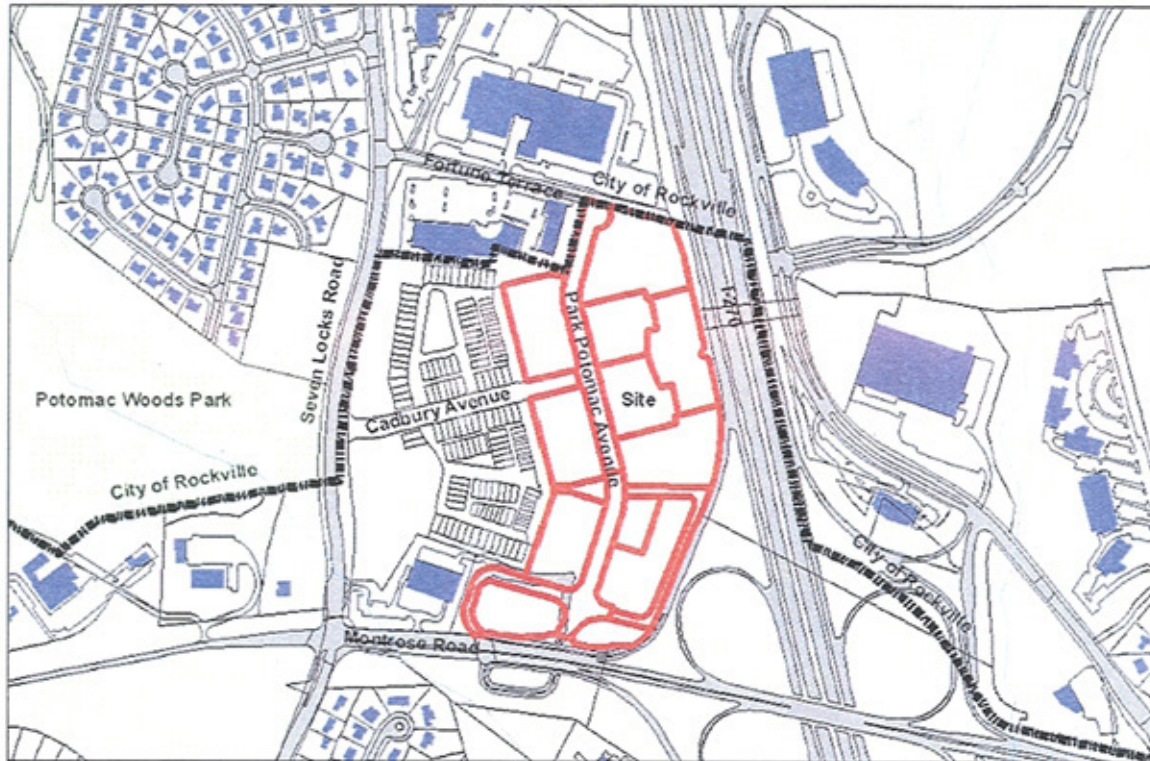 Fortune Terrace
City of Rockville
Seven Locks Road
I-270
Park Potomac Avenue
Potomac Woods Park
Cadbury Avenue
Site
City of Rockville
City of Rockville
Montrose Road